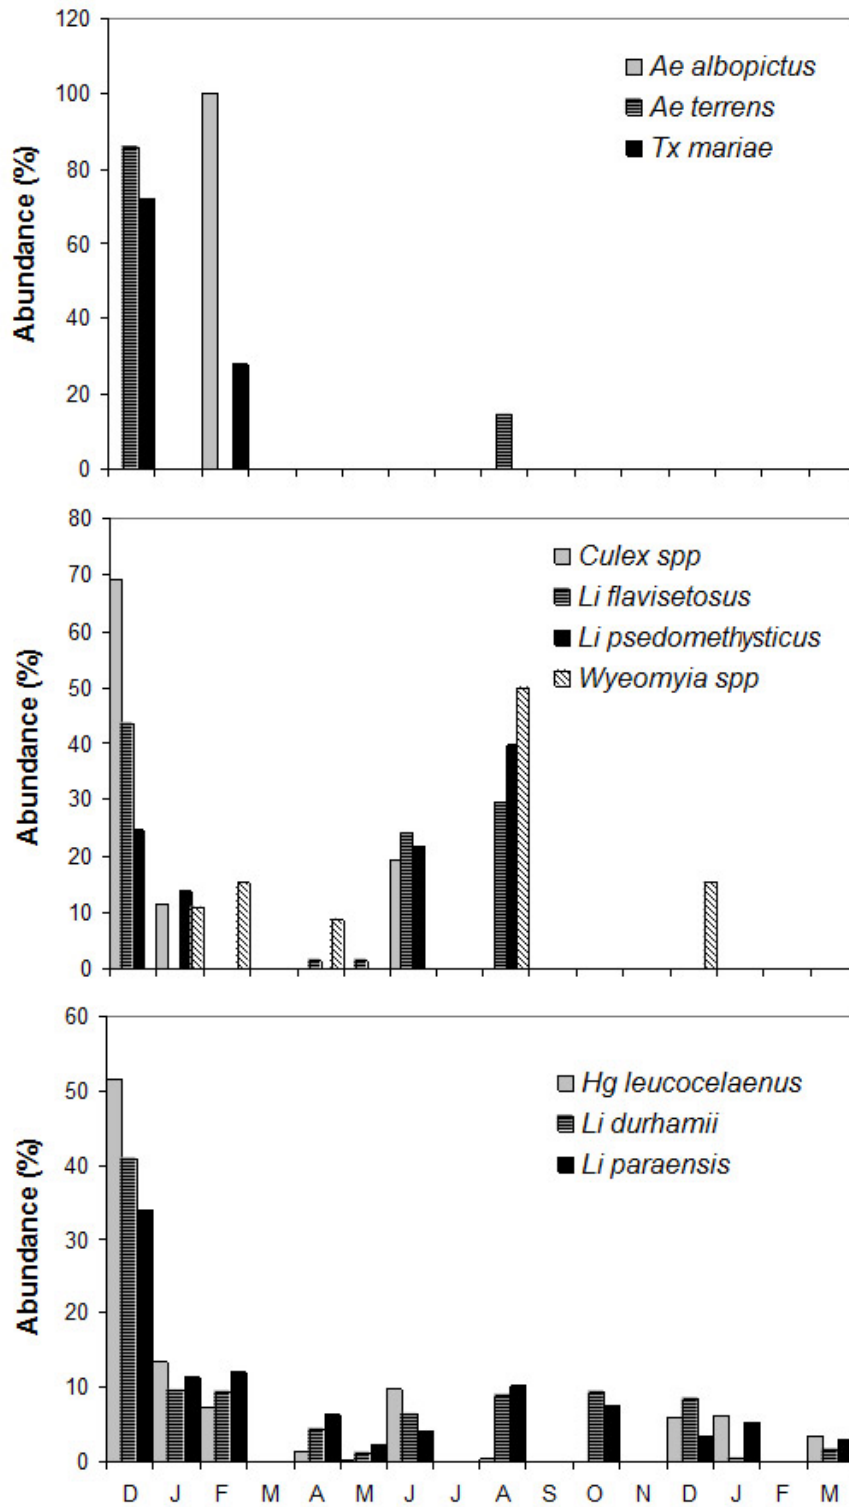 120
100
80
60
40
20
0
Abundance (%)
Ae albopictus
Ae terrens
Tx mariae
80
70
60
50
40
30
20
10
0
Abundance (%)
Culex spp
Li flavisetosus
Li psedomethysticus
Wyeomyia spp
60
50
40
30
20
10
0
Abundance (%)
Hg leucocelaenus
Li durhamii
Li paraensis
D J F M A M J J A S O N D J F M